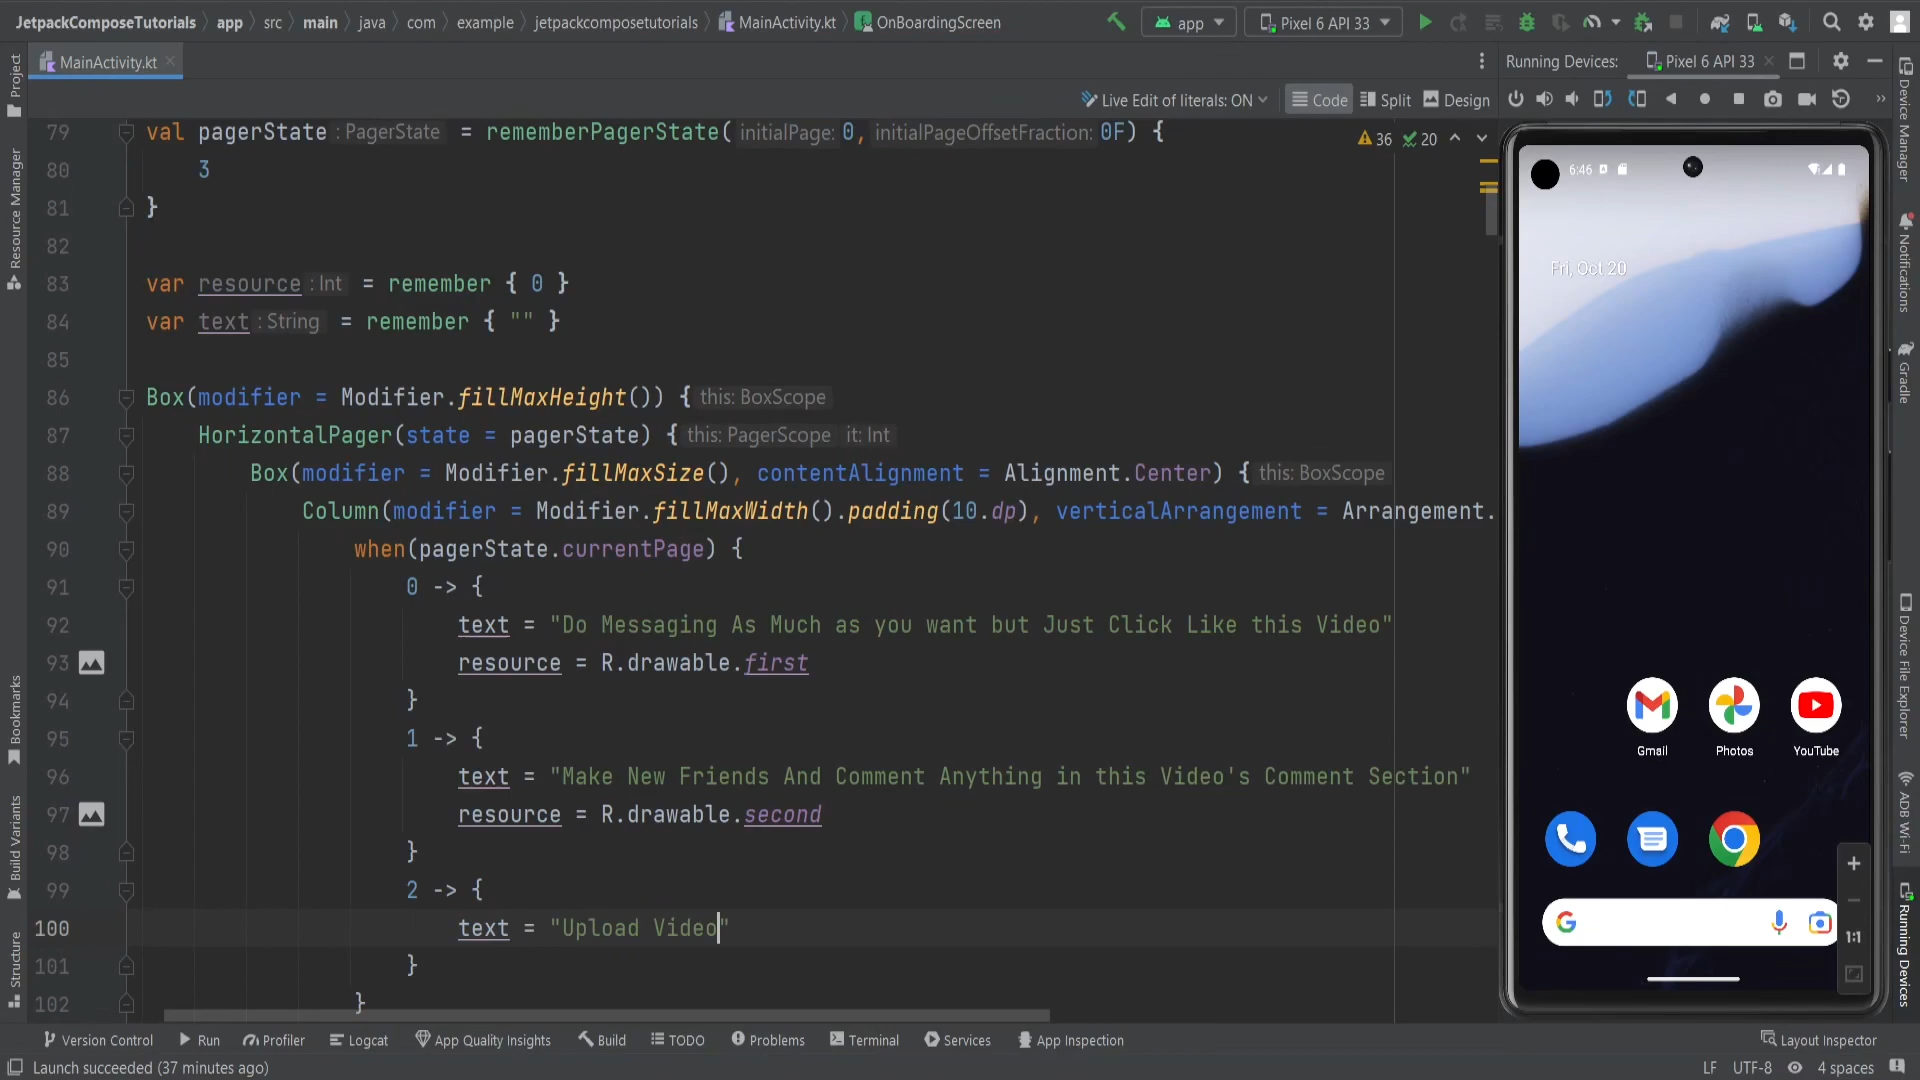 JetpackComposeTutorials app src main java com example jetpackcomposetutorials MainActivity.kt OnBoardingScreen app Pixel 6 API 33
MainActivity.kt Running Devices: Pixel 6 API 33
Live Edit of literals: ON Code Split Design
79 val pagerState : PagerState = rememberPagerState( initialPage: 0, initialPageOffsetFraction: 0F) { 36 20
80 3
81 }
82
83 var resource : Int = remember { 0 }
84 var text : String = remember { "" }
85
86 Box(modifier = Modifier.fillMaxHeight()) { this: BoxScope
87 HorizontalPager(state = pagerState) { this: PagerScope it: Int
88 Box(modifier = Modifier.fillMaxSize(), contentAlignment = Alignment.Center) { this: BoxScope
89 Column(modifier = Modifier.fillMaxWidth().padding(10.dp), verticalArrangement = Arrangement.
90 when(pagerState.currentPage) {
91 0 -> {
92 text = "Do Messaging As Much as you want but Just Click Like this Video"
93 resource = R.drawable.first
94 }
95 1 -> {
96 text = "Make New Friends And Comment Anything in this Video's Comment Section"
97 resource = R.drawable.second
98 }
99 2 -> {
100 text = "Upload Video"
101 }
102 }
Project
Resource Manager
Bookmarks
Build Variants
Structure
6:46
Fri, Oct 20
Gmail Photos YouTube
G
1:1
Device Manager
Notifications
Gradle
Device File Explorer
ADB Wi-Fi
Running Devices
Version Control Run Profiler Logcat App Quality Insights Build TODO Problems Terminal Services App Inspection Layout Inspector
Launch succeeded (37 minutes ago) LF UTF-8 4 spaces